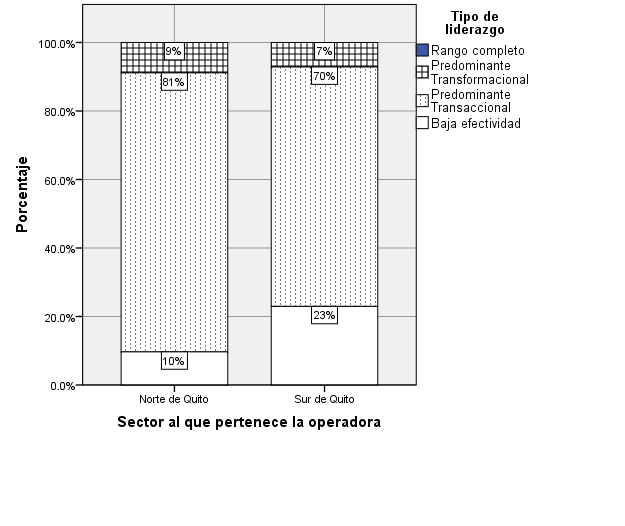 Tipo de
liderazgo
Rango completo
Predominante
Transformacional
Predominante
Transaccional
Baja efectividad
100.0%
80.0%
60.0%
40.0%
20.0%
0.0%
Porcentaje
9%
81%
10%
7%
70%
23%
Norte de Quito
Sur de Quito
Sector al que pertenece la operadora